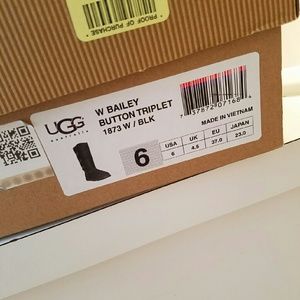 * PROOF OF PURCHASE *
UGG
australia
W BAILEY
BUTTON TRIPLET
1873 W / BLK
6
MADE IN VIETNAM
USA UK EU JAPAN
6 4.5 37.0 23.0